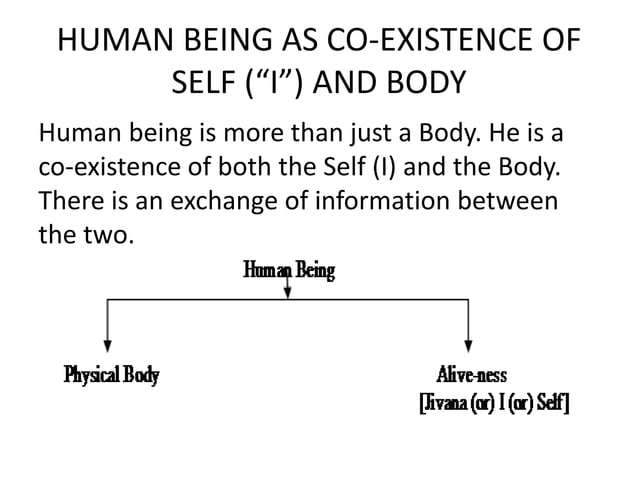 HUMAN BEING AS CO-EXISTENCE OF
SELF (“I”) AND BODY
Human being is more than just a Body. He is a
co-existence of both the Self (I) and the Body.
There is an exchange of information between
the two.
Human Being
Physical Body
Alive-ness
[Jivana (or) I (or) Self]